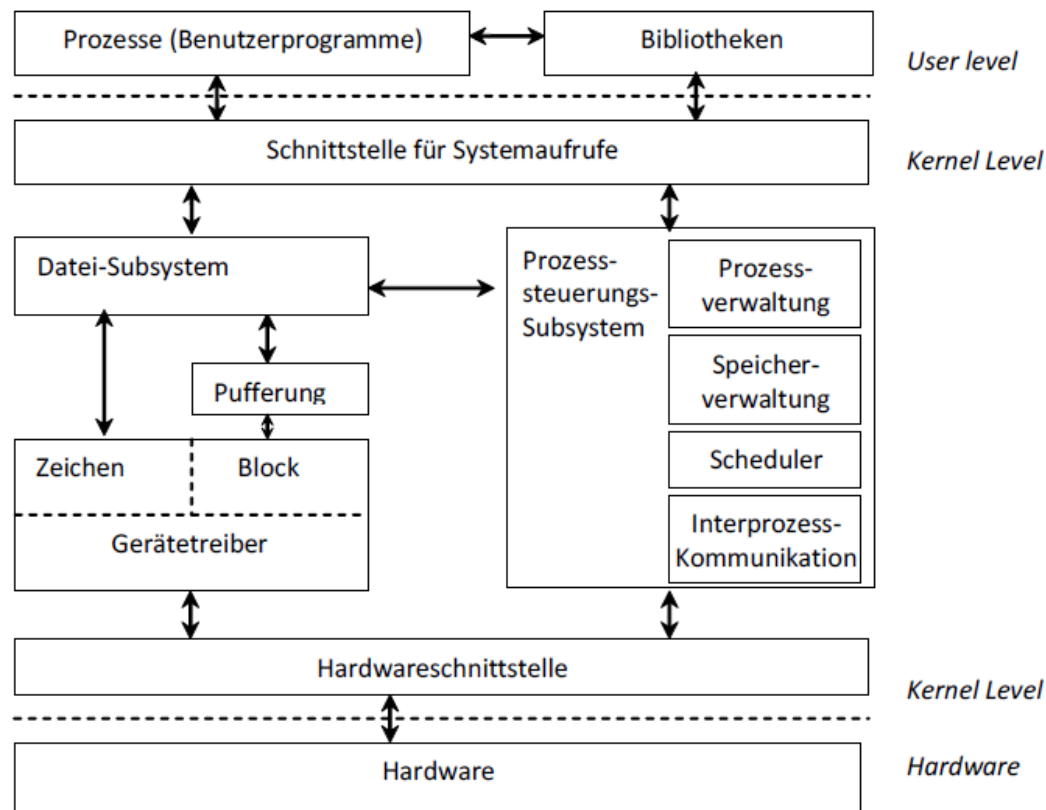 Prozesse (Benutzerprogramme)
Bibliotheken
User level
Schnittstelle für Systemaufrufe
Kernel Level
Datei-Subsystem
Prozess-
steuerungs-
Subsystem
Prozess-
verwaltung
Speicher-
verwaltung
Scheduler
Interprozess-
Kommunikation
Pufferung
Zeichen
Block
Gerätetreiber
Hardwareschnittstelle
Kernel Level
Hardware
Hardware